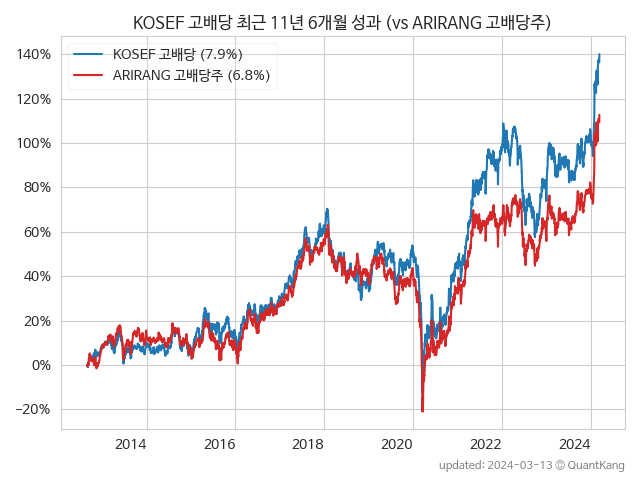 KOSEF 고배당 최근 11년 6개월 성과 (vs ARIRANG 고배당주)
KOSEF 고배당 (7.9%)
ARIRANG 고배당주 (6.8%)
140%
120%
100%
80%
60%
40%
20%
0%
−20%
2014 2016 2018 2020 2022 2024
updated: 2024-03-13 © QuantKang